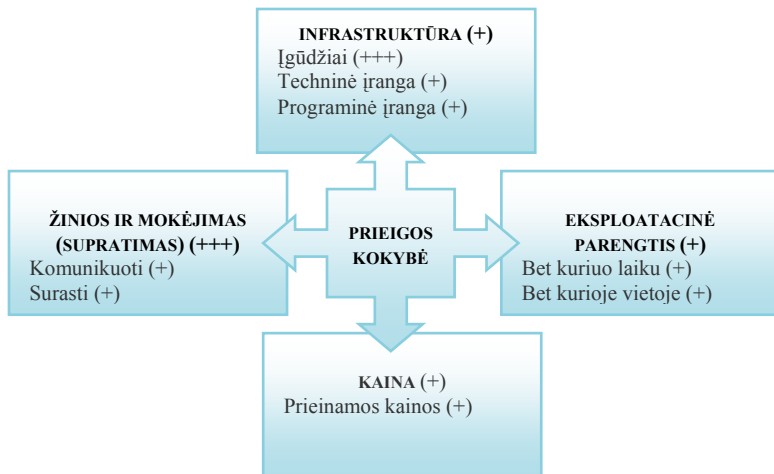 INFRASTRUKTŪRA (+)
Įgūdžiai (+++)
Techninė įranga (+)
Programinė įranga (+)
ŽINIOS IR MOKĖJIMAS
(SUPRATIMAS) (+++)
Komunikuoti (+)
Surasti (+)
PRIEIGOS
KOKYBĖ
EKSPLOATACINĖ
PARENGTIS (+)
Bet kuriuo laiku (+)
Bet kurioje vietoje (+)
KAINA (+)
Prieinamos kainos (+)